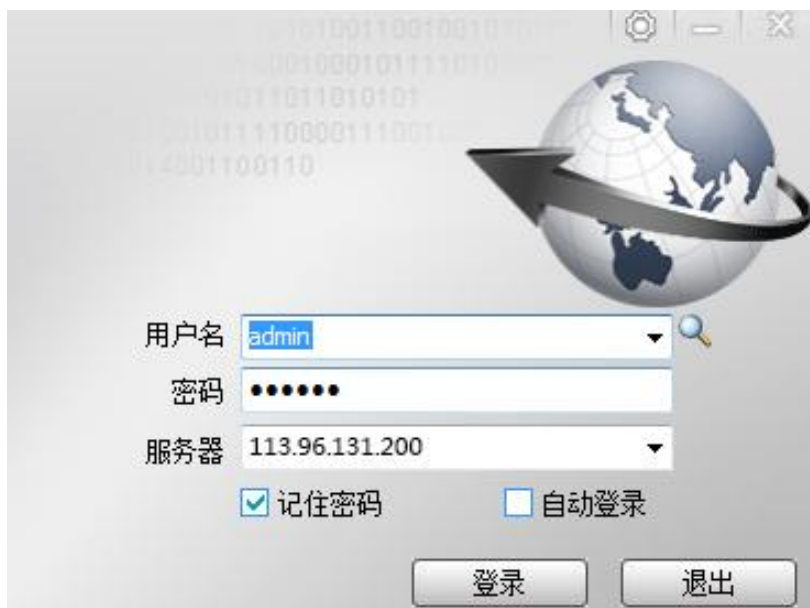 用户名 admin
密码 ●●●●●●
服务器 113.96.131.200
记住密码 自动登录
登录 退出